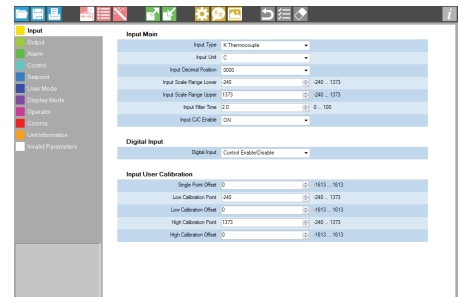 Input
Output
Alarm
Control
Setpoint
User Mode
Display Mode
Operator
Comms
Unit Information
Invalid Parameters
Input Main
Input Type K Thermocouple
Input Unit C
Input Decimal Position 0000
Input Scale Range Lower -240 -240 ... 1373
Input Scale Range Upper 1373 -240 ... 1373
Input Filter Time 2.0 0 ... 100
Input CJC Enable ON
Digital Input
Digital Input Control Enable/Disable
Input User Calibration
Single Point Offset 0 -1613 ... 1613
Low Calibration Point -240 -240 ... 1373
Low Calibration Offset 0 -1613 ... 1613
High Calibration Point 1373 -240 ... 1373
High Calibration Offset 0 -1613 ... 1613